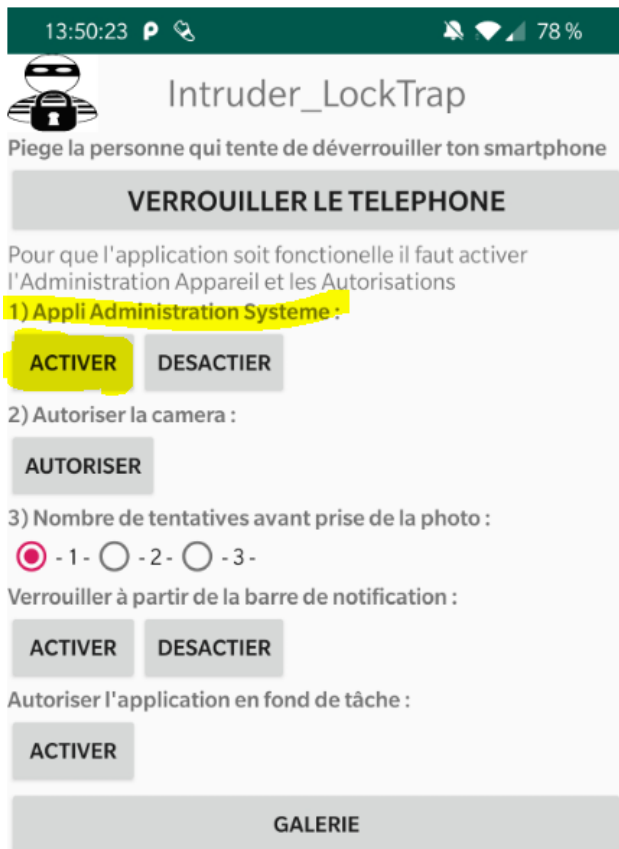 13:50:23 P 78 %
Intruder_LockTrap
Piege la personne qui tente de déverrouiller ton smartphone
VERROUILLER LE TELEPHONE
Pour que l'application soit fonctionelle il faut activer
l'Administration Appareil et les Autorisations
1) Appli Administration Systeme :
ACTIVER DESACTIER
2) Autoriser la camera :
AUTORISER
3) Nombre de tentatives avant prise de la photo :
- 1 - - 2 - - 3 -
Verrouiller à partir de la barre de notification :
ACTIVER DESACTIER
Autoriser l'application en fond de tâche :
ACTIVER
GALERIE